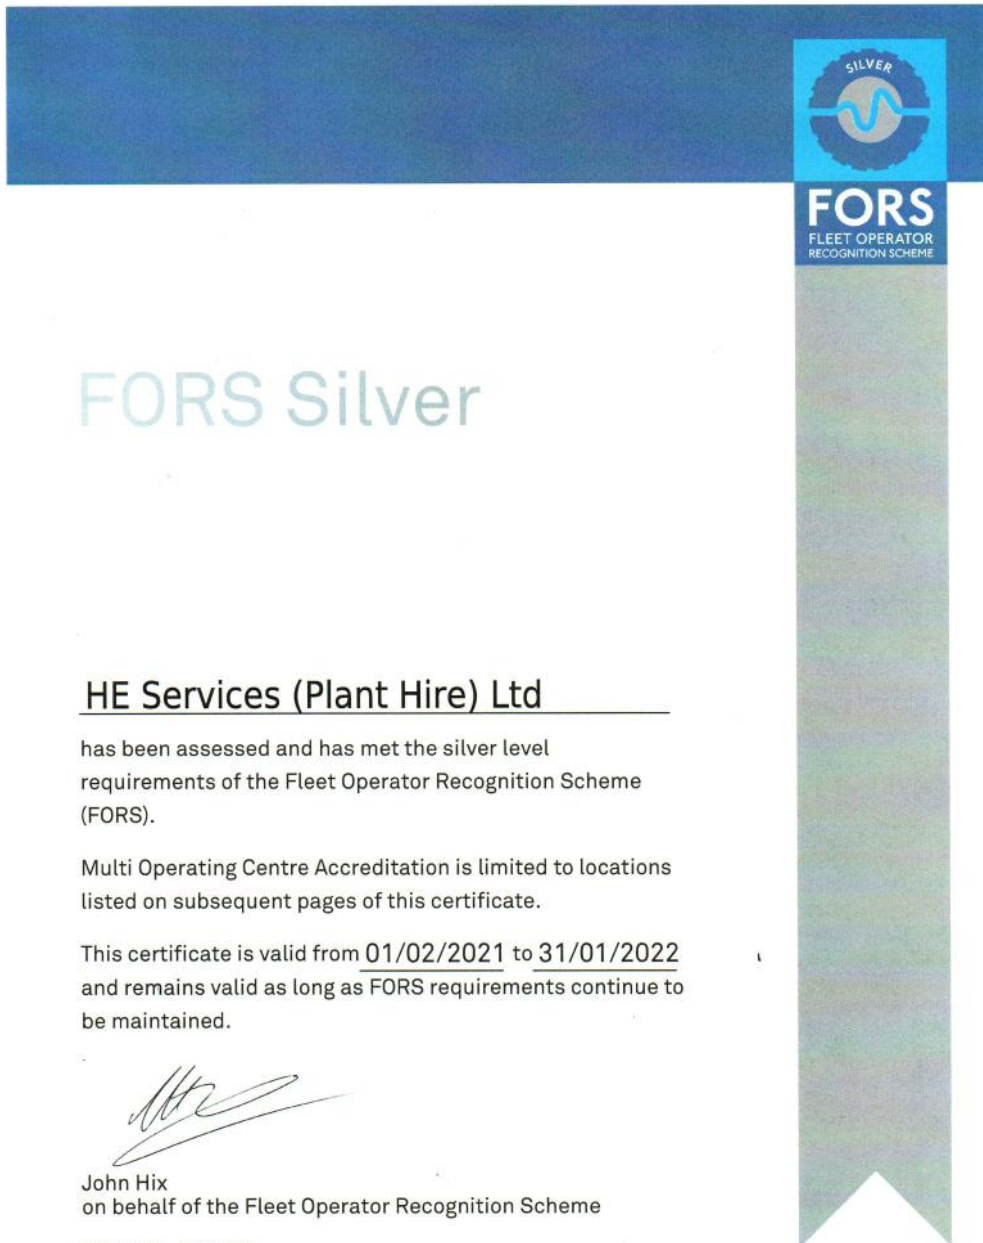 SILVER
FORS
FLEET OPERATOR
RECOGNITION SCHEME
FORS Silver
HE Services (Plant Hire) Ltd
has been assessed and has met the silver level
requirements of the Fleet Operator Recognition Scheme
(FORS).
Multi Operating Centre Accreditation is limited to locations
listed on subsequent pages of this certificate.
This certificate is valid from 01/02/2021 to 31/01/2022
and remains valid as long as FORS requirements continue to
be maintained.
John Hix
on behalf of the Fleet Operator Recognition Scheme